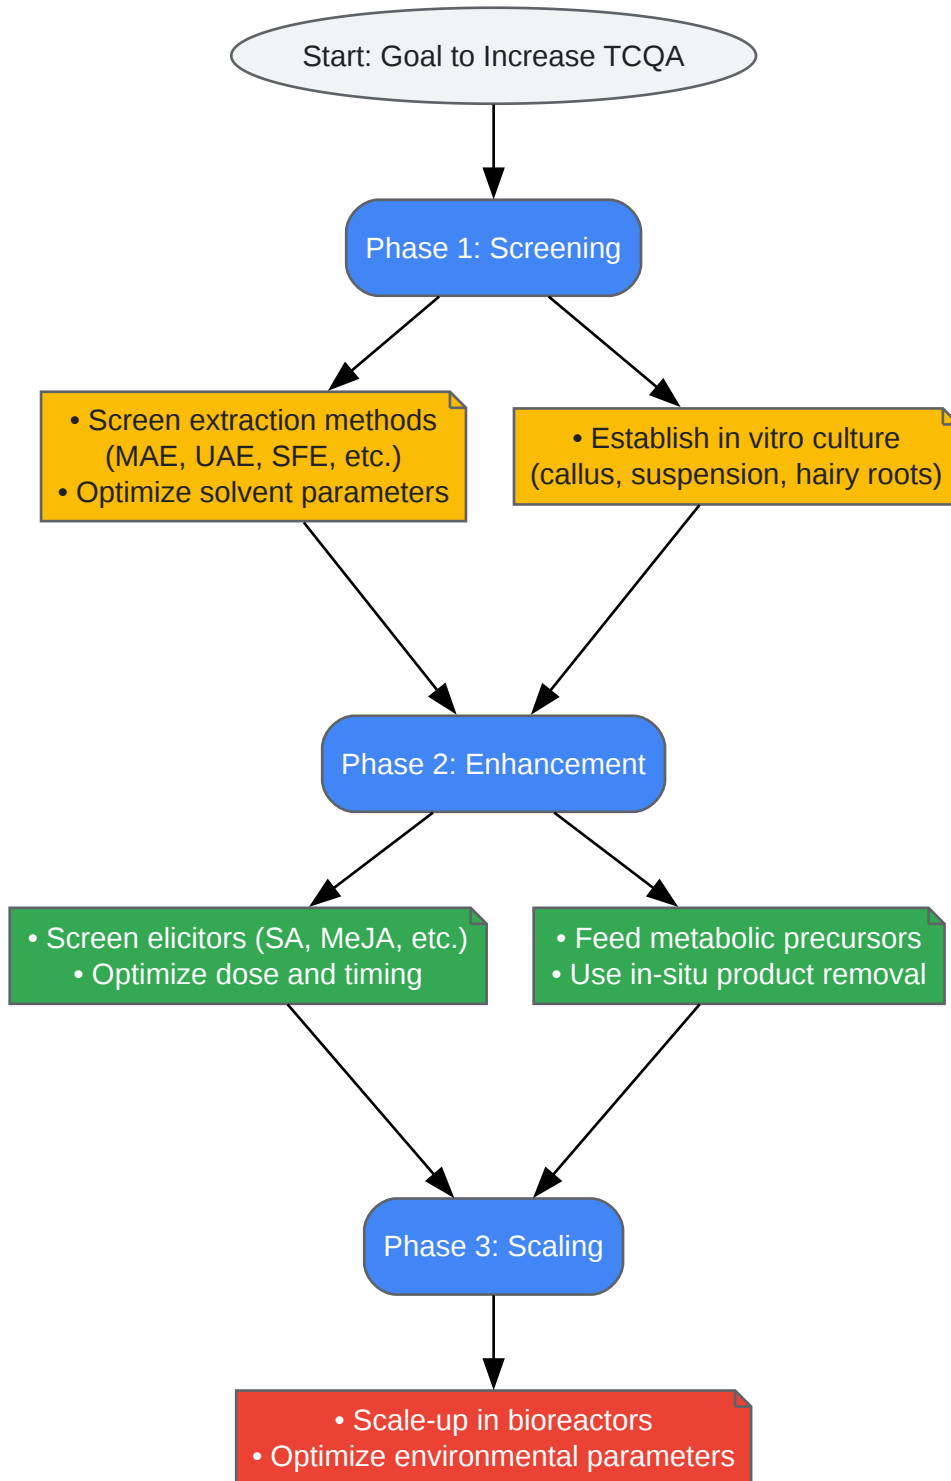 Start: Goal to Increase TCQA
Phase 1: Screening
• Screen extraction methods
(MAE, UAE, SFE, etc.)
• Optimize solvent parameters
• Establish in vitro culture
(callus, suspension, hairy roots)
Phase 2: Enhancement
• Screen elicitors (SA, MeJA, etc.)
• Optimize dose and timing
• Feed metabolic precursors
• Use in-situ product removal
Phase 3: Scaling
• Scale-up in bioreactors
• Optimize environmental parameters